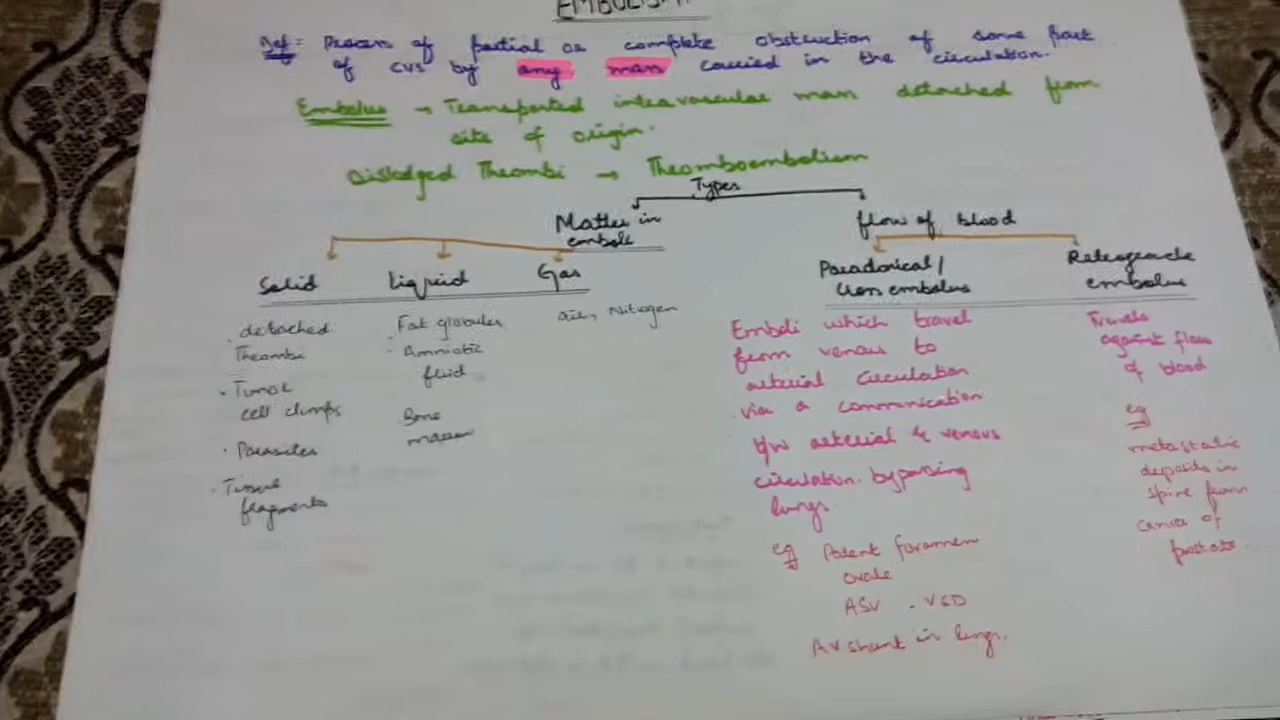 EMBOLISM
Def: Process of partial or complete obstruction of some part
of CVS by any mass carried in the circulation.
Embolus → Transported intravascular mass detached from
site of origin.
Dislodged Thrombi → Thromboembolism
Types
Matter in
emboli
flow of blood
Solid
Liquid
Gas
· detached
Thrombi
· Tumor
cell clumps
· Parasites
· Tissue
fragments
· Fat globules
· Amniotic
fluid
Bone
marrow
air, Nitrogen
Paradoxical /
Cross embolus
Emboli which travel
from venous to
arterial circulation
via a communication
b/w arterial & venous
circulation. bypassing
lungs
eg Patent foramen
ovale
ASV - VSD
AV shunt in lungs.
Retrograde
embolus
Travels
against flow
of blood
eg
metastatic
deposits in
spine from
cancer of
prostate.